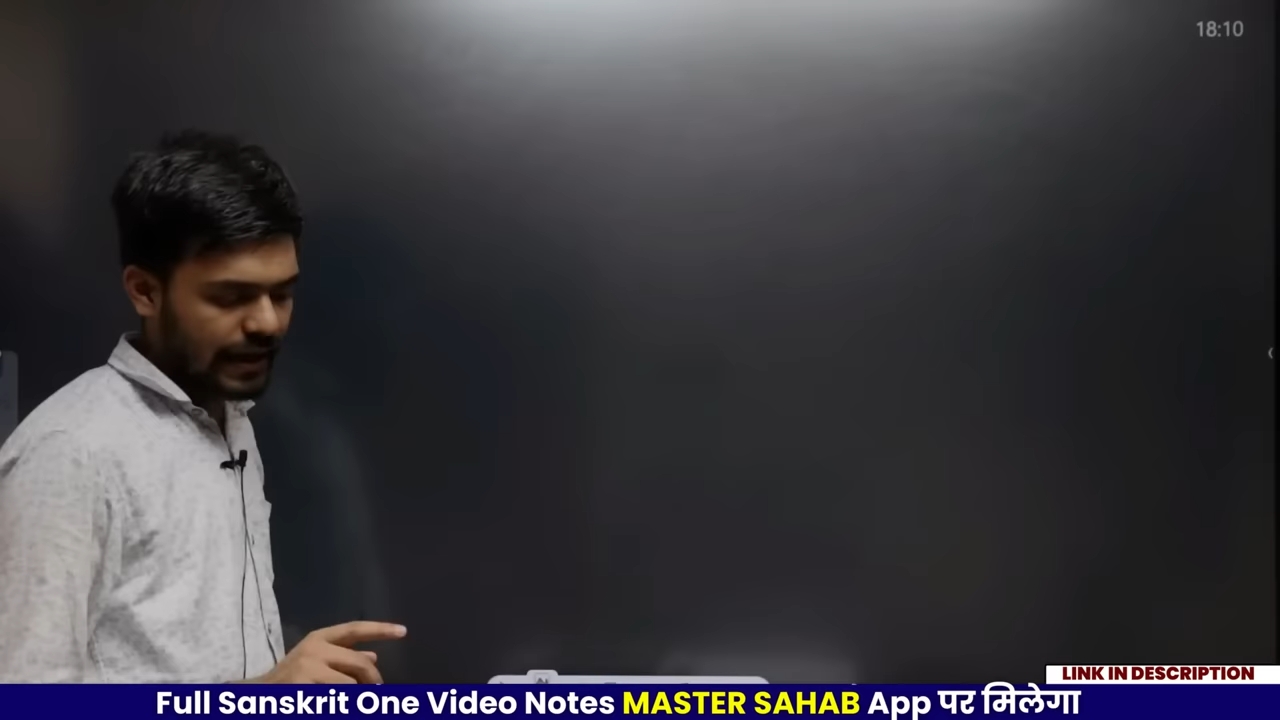 18:10
LINK IN DESCRIPTION
Full Sanskrit One Video Notes MASTER SAHAB App पर मिलेगा